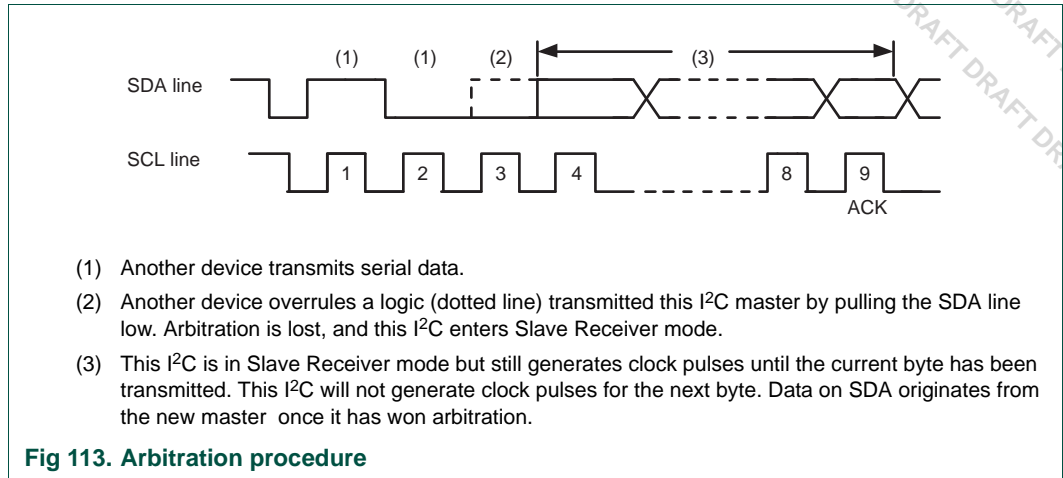 (1) (1) (2) (3)
SDA line
SCL line
1 2 3 4 8 9
ACK
(1) Another device transmits serial data.
(2) Another device overrules a logic (dotted line) transmitted this I2C master by pulling the SDA line
low. Arbitration is lost, and this I2C enters Slave Receiver mode.
(3) This I2C is in Slave Receiver mode but still generates clock pulses until the current byte has been
transmitted. This I2C will not generate clock pulses for the next byte. Data on SDA originates from
the new master once it has won arbitration.
Fig 113. Arbitration procedure
DRAFT DRAFT
DRAFT